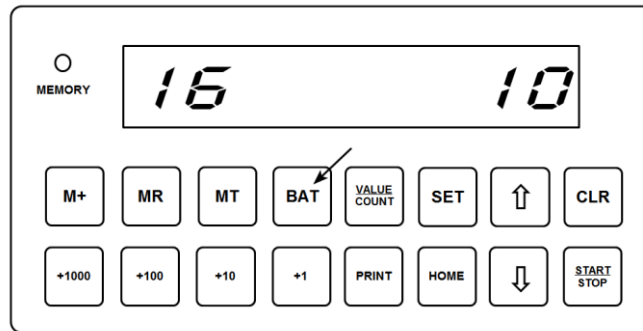 16 10
MEMORY
M+ MR MT BAT VALUE COUNT SET CLR
+1000 +100 +10 +1 PRINT HOME START STOP